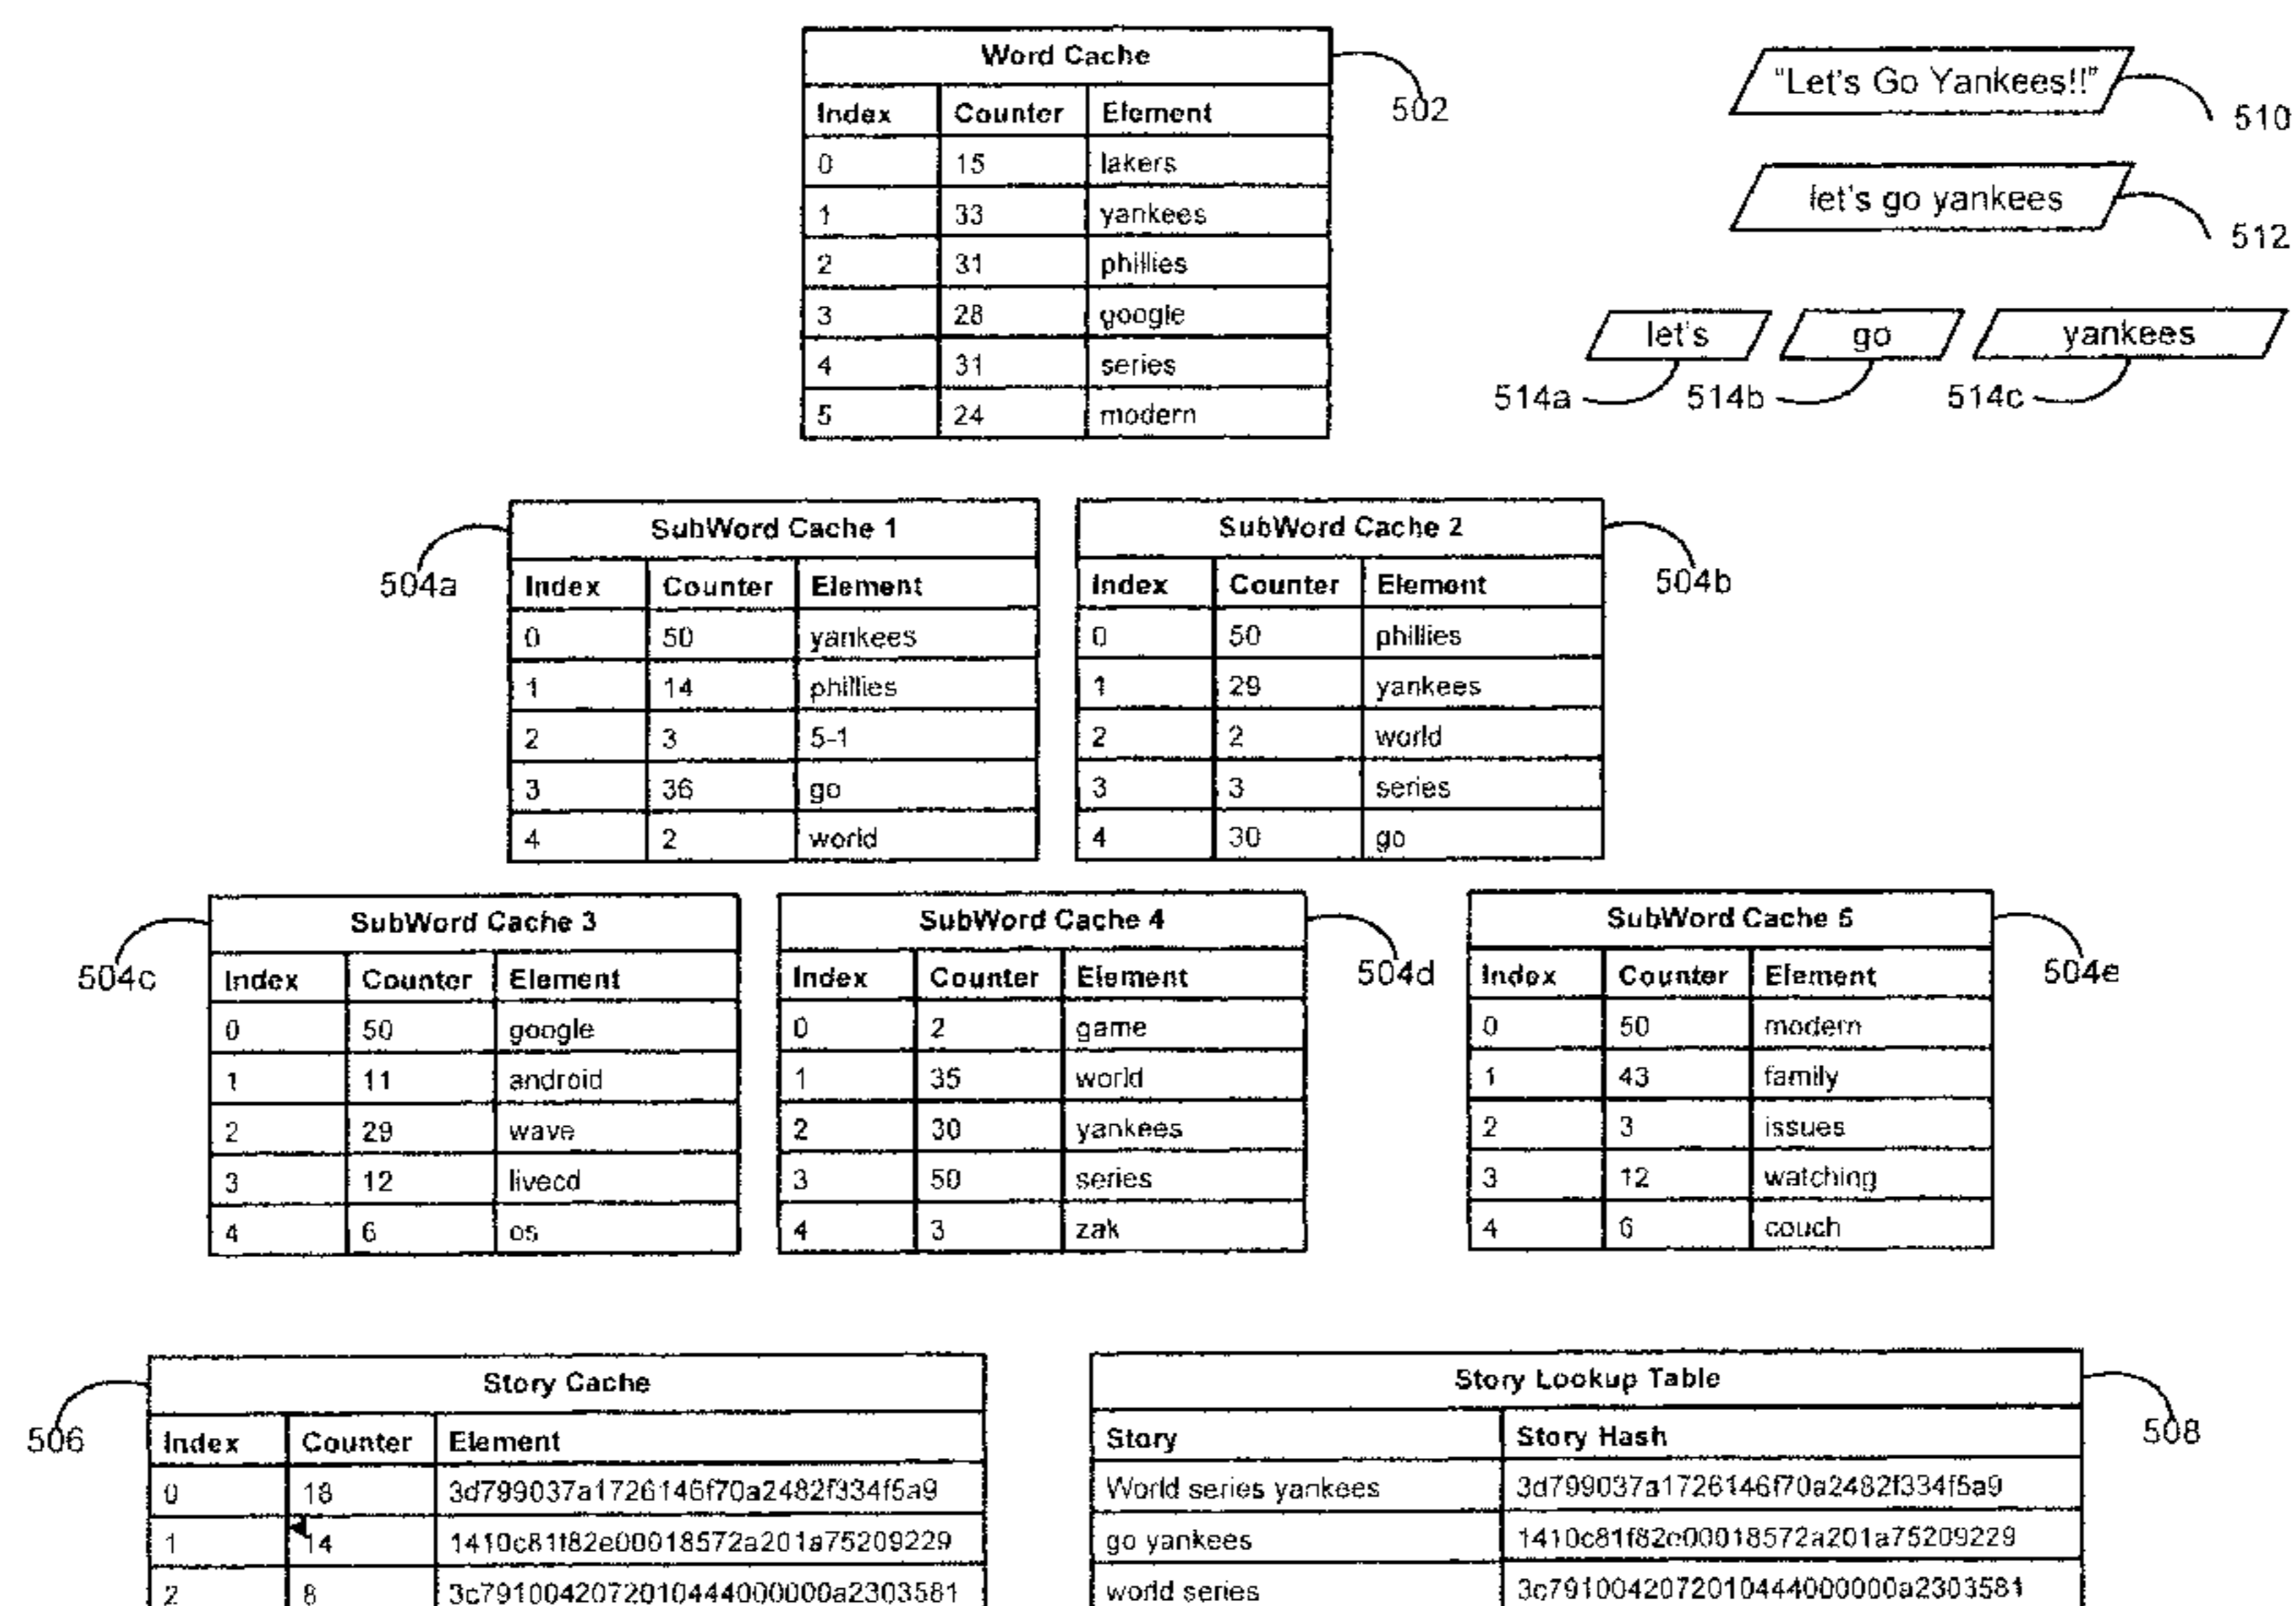 Word Cache
Index Counter Element
0 15 lakers
1 33 yankees
2 31 phillies
3 28 google
4 31 series
5 24 modern
502
"Let's Go Yankees!!"
510
let's go yankees
512
let's go yankees
514a 514b 514c
SubWord Cache 1
504a
Index Counter Element
0 50 yankees
1 14 phillies
2 3 5-1
3 36 go
4 2 world
SubWord Cache 2
504b
Index Counter Element
0 50 phillies
1 29 yankees
2 2 world
3 3 series
4 30 go
SubWord Cache 3
504c
Index Counter Element
0 50 google
1 11 android
2 29 wave
3 12 livecd
4 6 os
SubWord Cache 4
504d
Index Counter Element
0 2 game
1 35 world
2 30 yankees
3 50 series
4 3 zak
SubWord Cache 5
504e
Index Counter Element
0 50 modern
1 43 family
2 3 issues
3 12 watching
4 6 couch
Story Cache
506
Index Counter Element
0 18 3d799037a1726146f70a2482f334f5a9
1 14 1410c81f82e00018572a201a75209229
2 8 3c79100420720104440000000a2303581
Story Lookup Table
508
Story Story Hash
World series yankees 3d799037a1726146f70a2482f334f5a9
go yankees 1410c81f82e00018572a201a75209229
world series 3c79100420720104440000000a2303581